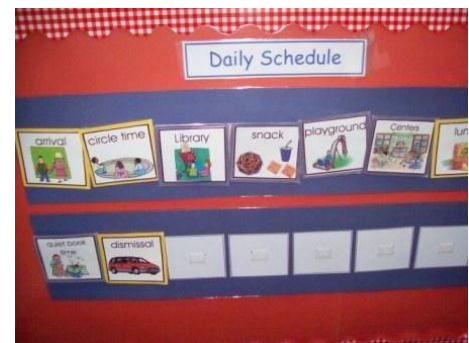 Daily Schedule
arrival
circle time
Library
snack
playground
Centers
lun
quiet book
time
dismissal